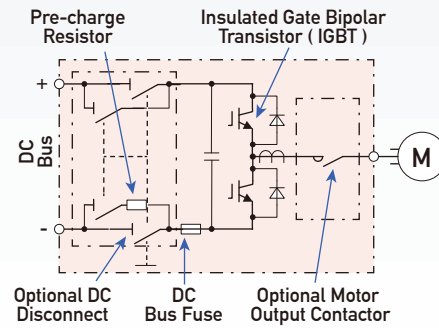 Pre-charge
Resistor
Insulated Gate Bipolar
Transistor ( IGBT )
+
DC
Bus
M
-
Optional DC
Disconnect
DC
Bus Fuse
Optional Motor
Output Contactor